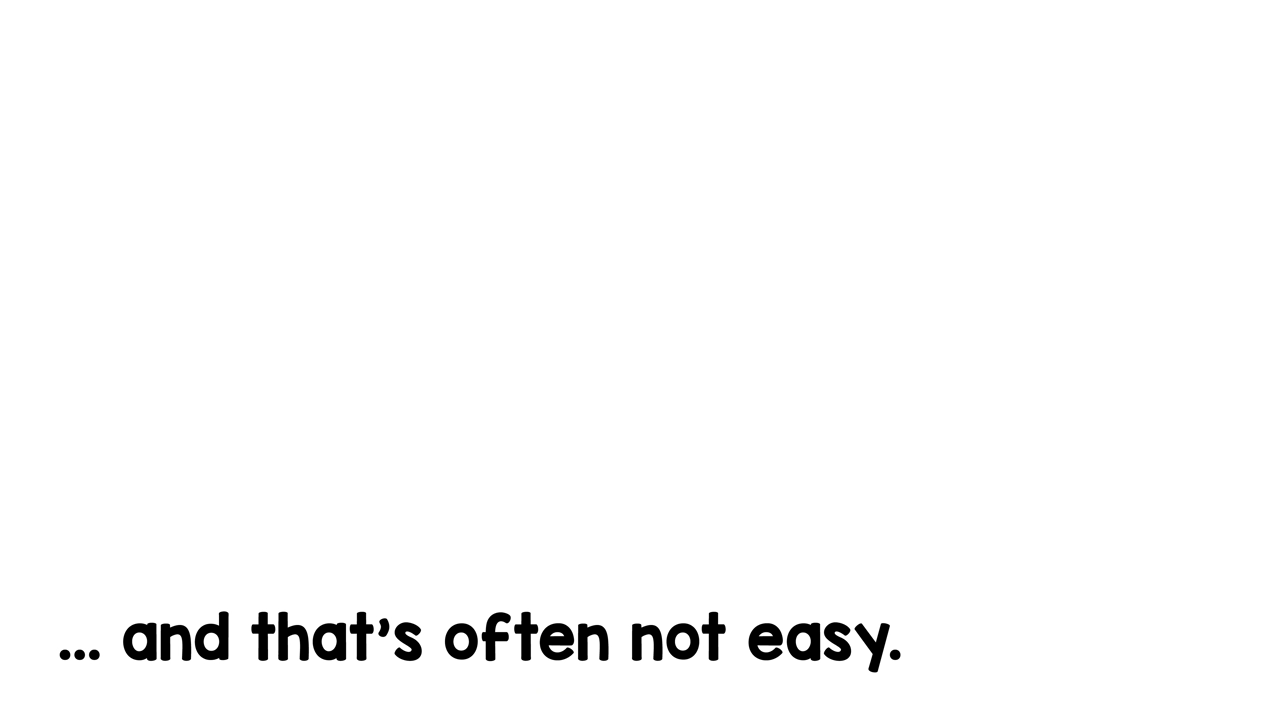 ... and that’s often not easy.